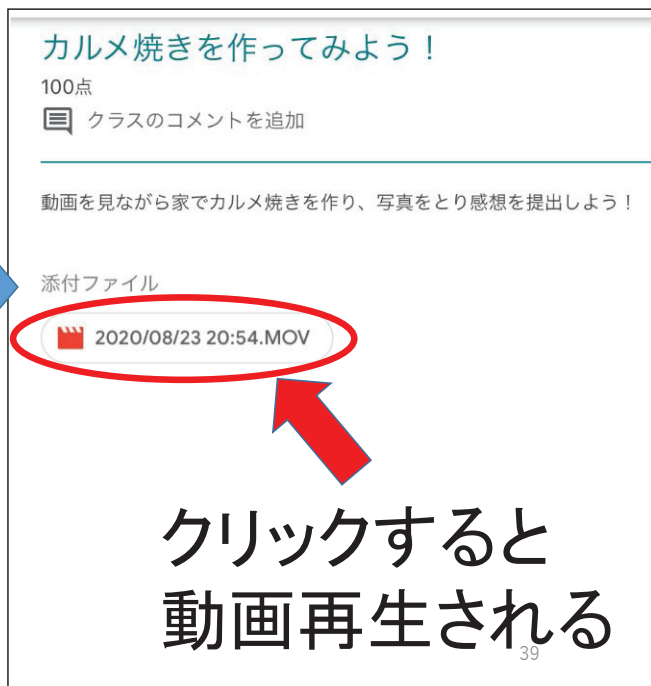 カルメ焼きを作ってみよう！
100点
クラスのコメントを追加
動画を見ながら家でカルメ焼きを作り、写真をとり感想を提出しよう！
添付ファイル
2020/08/23 20:54.MOV
クリックすると
動画再生される
39